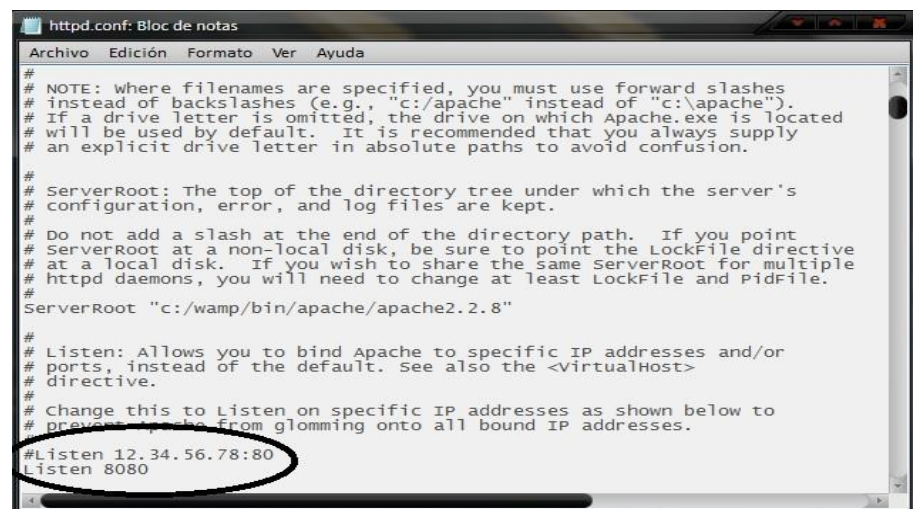 httpd.conf: Bloc de notas
Archivo Edición Formato Ver Ayuda
#
# NOTE: Where filenames are specified, you must use forward slashes
# instead of backslashes (e.g., "c:/apache" instead of "c:\apache").
# If a drive letter is omitted, the drive on which Apache.exe is located
# will be used by default. It is recommended that you always supply
# an explicit drive letter in absolute paths to avoid confusion.
#
# ServerRoot: The top of the directory tree under which the server's
# configuration, error, and log files are kept.
#
# Do not add a slash at the end of the directory path. If you point
# ServerRoot at a non-local disk, be sure to point the LockFile directive
# at a local disk. If you wish to share the same ServerRoot for multiple
# httpd daemons, you will need to change at least LockFile and PidFile.
#
ServerRoot "c:/wamp/bin/apache/apache2.2.8"
#
# Listen: Allows you to bind Apache to specific IP addresses and/or
# ports, instead of the default. See also the <VirtualHost>
# directive.
#
# Change this to Listen on specific IP addresses as shown below to
# prevent Apache from glomming onto all bound IP addresses.
#
#Listen 12.34.56.78:80
Listen 8080